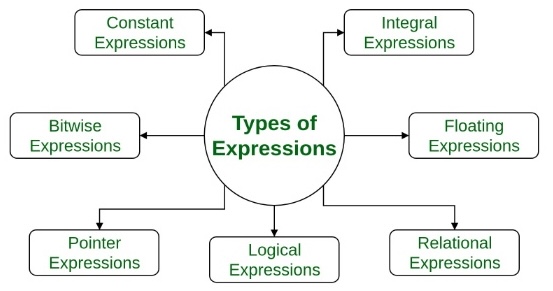 Constant
Expressions
Integral
Expressions
Bitwise
Expressions
Types of
Expressions
Floating
Expressions
Pointer
Expressions
Logical
Expressions
Relational
Expressions